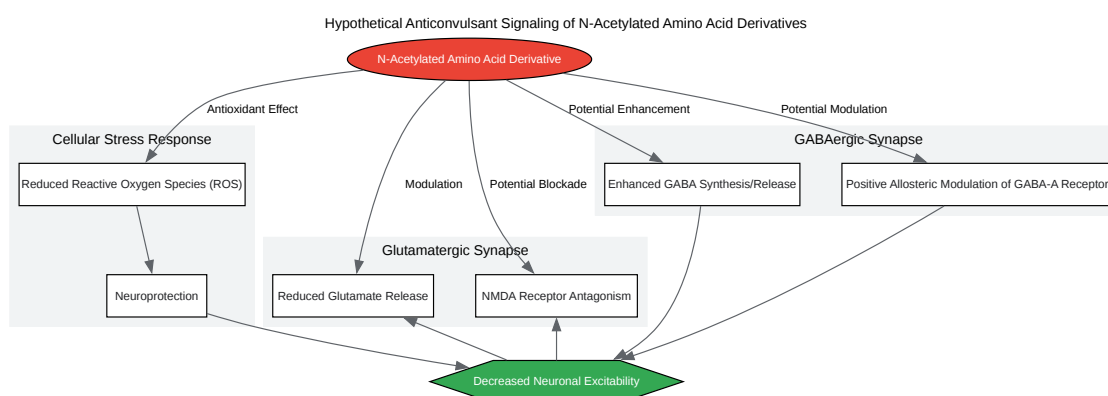 Hypothetical Anticonvulsant Signaling of N-Acetylated Amino Acid Derivatives
N-Acetylated Amino Acid Derivative
Antioxidant Effect
Potential Enhancement
Potential Modulation
Cellular Stress Response
GABAergic Synapse
Reduced Reactive Oxygen Species (ROS)
Modulation
Potential Blockade
Enhanced GABA Synthesis/Release
Positive Allosteric Modulation of GABA-A Receptor
Glutamatergic Synapse
Neuroprotection
Reduced Glutamate Release
NMDA Receptor Antagonism
Decreased Neuronal Excitability